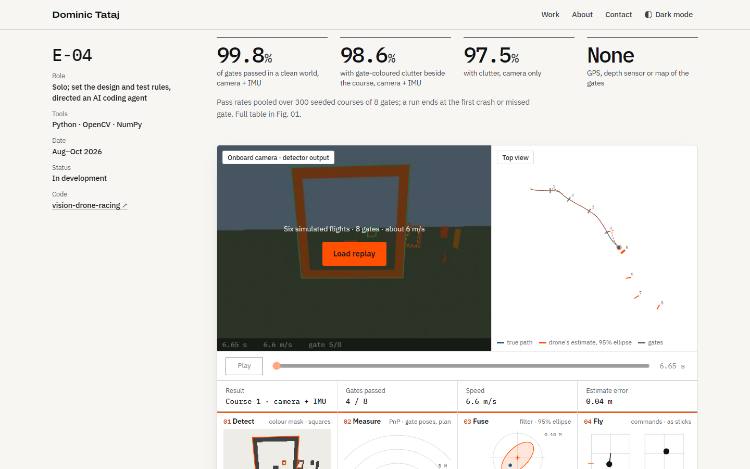 Dominic Tataj
Work About Contact Dark mode
E-04
Role
Solo; set the design and test rules,
directed an AI coding agent
Tools
Python · OpenCV · NumPy
Date
Aug–Oct 2026
Status
In development
Code
vision-drone-racing ↗
99.8%
of gates passed in a clean world,
camera + IMU
98.6%
with gate-coloured clutter beside
the course, camera + IMU
97.5%
with clutter, camera only
None
GPS, depth sensor or map of the
gates
Pass rates pooled over 300 seeded courses of 8 gates; a run ends at the first crash or missed
gate. Full table in Fig. 01.
Onboard camera · detector output
Six simulated flights · 8 gates · about 6 m/s
Load replay
6.65 s 6.6 m/s gate 5/8
Top view
true path drone's estimate, 95% ellipse gates
Play 6.65 s
Result
Course 1 · camera + IMU
Gates passed
4 / 8
Speed
6.6 m/s
Estimate error
0.04 m
01 Detect colour mask · squares
02 Measure PnP · gate poses, plan
03 Fuse filter · 95% ellipse
04 Fly commands · as sticks